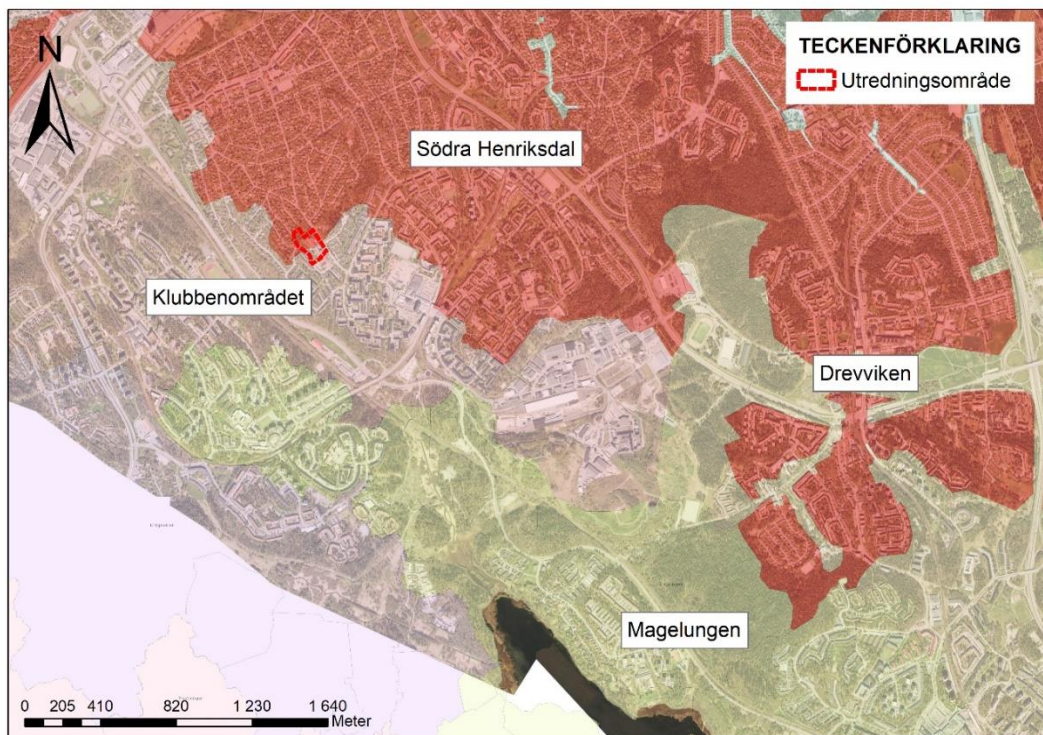 N
TECKENFÖRKLARING
Utredningsområde
Södra Henriksdal
Klubbenområdet
Drevviken
Magelungen
0 205 410 820 1 230 1 640
Meter